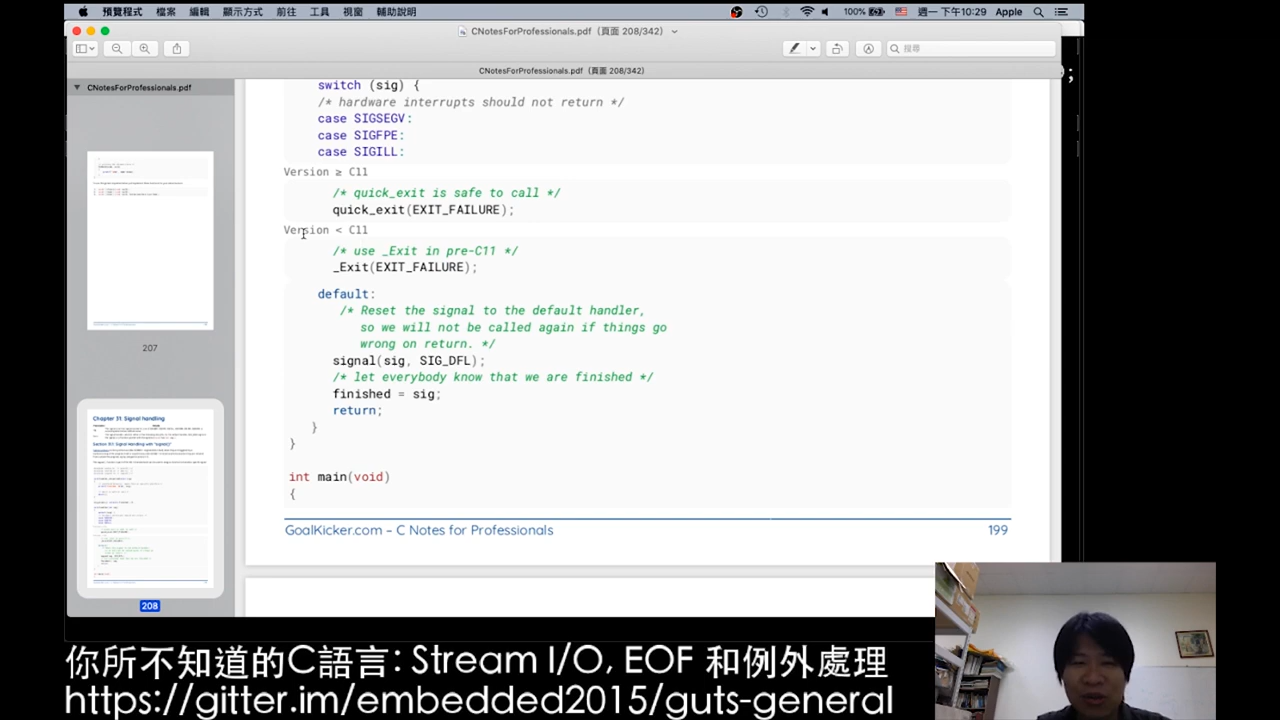 預覽程式 檔案 編輯 顯示方式 前往 工具 視窗 輔助說明 100% 週一 下午10:29 Apple
CNotesForProfessionals.pdf（頁面 208/342）
搜尋
CNotesForProfessionals.pdf（頁面 208/342）
CNotesForProfessionals.pdf
207
Chapter 31: Signal handling
208
switch (sig) {
/* hardware interrupts should not return */
case SIGSEGV:
case SIGFPE:
case SIGILL:
Version ≥ C11
/* quick_exit is safe to call */
quick_exit(EXIT_FAILURE);
Version < C11
/* use _Exit in pre-C11 */
_Exit(EXIT_FAILURE);
default:
/* Reset the signal to the default handler,
so we will not be called again if things go
wrong on return. */
signal(sig, SIG_DFL);
/* let everybody know that we are finished */
finished = sig;
return;
}
}
int main(void)
{
GoalKicker.com – C Notes for Professionals 199
);
你所不知道的C語言: Stream I/O, EOF 和例外處理
https://gitter.im/embedded2015/guts-general